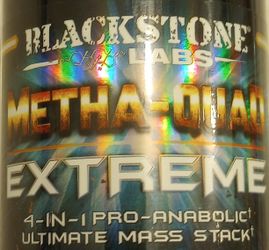 BLACKSTONE
LABS
METHA-QUAD
EXTREME
4-IN-1 PRO-ANABOLIC†
ULTIMATE MASS STACK†